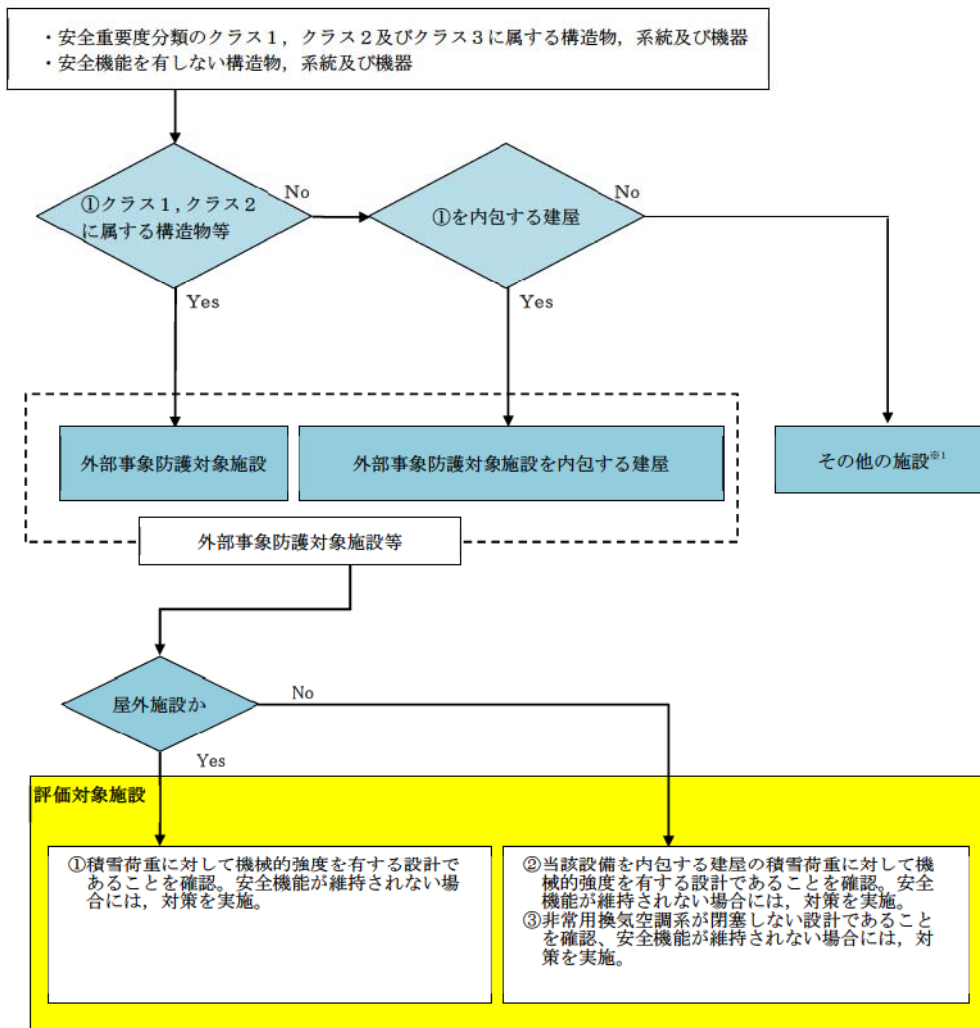 ・安全重要度分類のクラス１，クラス２及びクラス３に属する構造物，系統及び機器
・安全機能を有しない構造物，系統及び機器
①クラス１，クラス２
に属する構造物等
No
①を内包する建屋
No
Yes
Yes
外部事象防護対象施設
外部事象防護対象施設を内包する建屋
その他の施設※1
外部事象防護対象施設等
屋外施設か
No
Yes
評価対象施設
①積雪荷重に対して機械的強度を有する設計で
あることを確認。安全機能が維持されない場
合には，対策を実施。
②当該設備を内包する建屋の積雪荷重に対して機
械的強度を有する設計であることを確認。安全
機能が維持されない場合には，対策を実施。
③非常用換気空調系が閉塞しない設計であること
を確認、安全機能が維持されない場合には，対
策を実施。